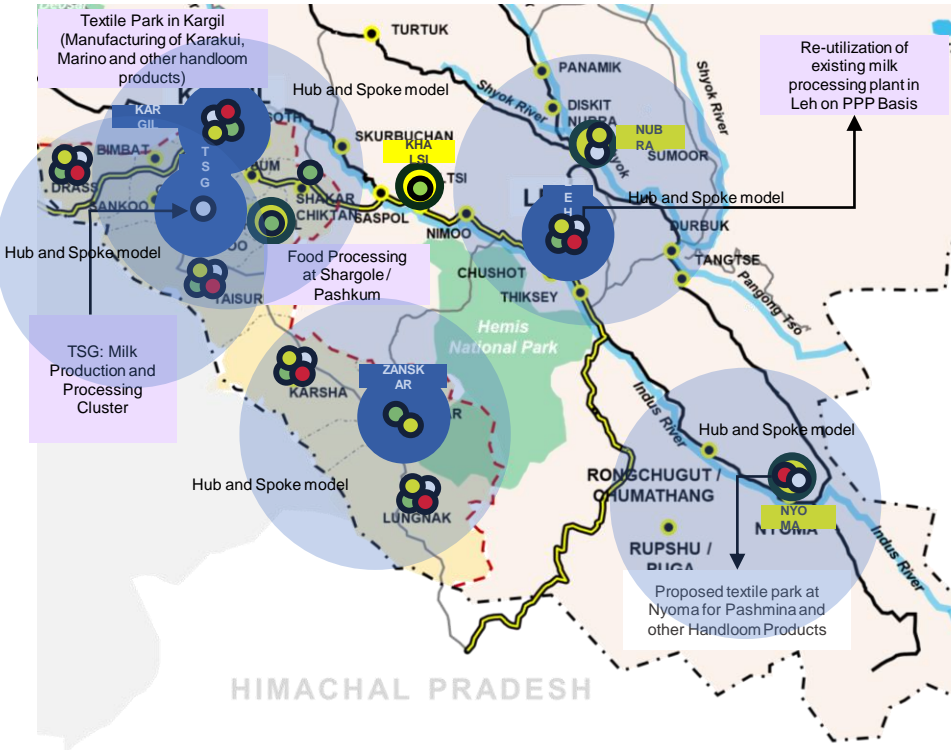 Textile Park in Kargil
(Manufacturing of Karakui,
Marino and other handloom
products)
TURTUK
Re-utilization of
existing milk
processing plant in
Leh on PPP Basis
PANAMIK
Hub and Spoke model
Shyok River
Shyok River
DISKIT
NUBRA
KAR
GIL
SKURBUCHAN
NUB
RA
BIMBAT
KHA
LSI
SUMOOR
TSG
DRASS
SHAKAR
CHIKTAN
SASPOL
LEH
Hub and Spoke model
NIMOO
DURBUK
Hub and Spoke model
Food Processing
at Shargole /
Pashkum
CHUSHOT
TANGTSE
THIKSEY
Pangong Tso
TAISUR
Hemis
National Park
TSG: Milk
Production and
Processing
Cluster
ZANSK
AR
KARSHA
Indus River
Hub and Spoke model
Hub and Spoke model
RONGCHUGUT /
CHUMATHANG
LUNGNAK
NYO
MA
NYOMA
RUPSHU /
PUGA
Indus River
Proposed textile park at
Nyoma for Pashmina and
other Handloom Products
HIMACHAL PRADESH